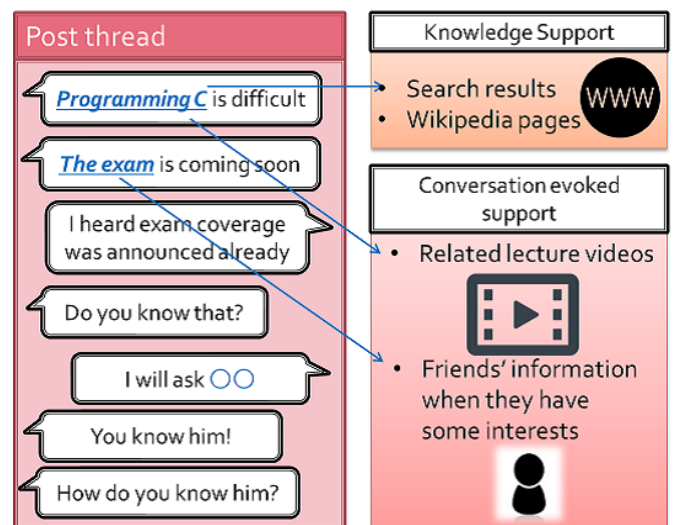 Post thread
Programming C is difficult
The exam is coming soon
I heard exam coverage
was announced already
Do you know that?
I will ask ○○
You know him!
How do you know him?
Knowledge Support
• Search results
• Wikipedia pages
WWW
Conversation evoked
support
• Related lecture videos
• Friends' information
when they have
some interests